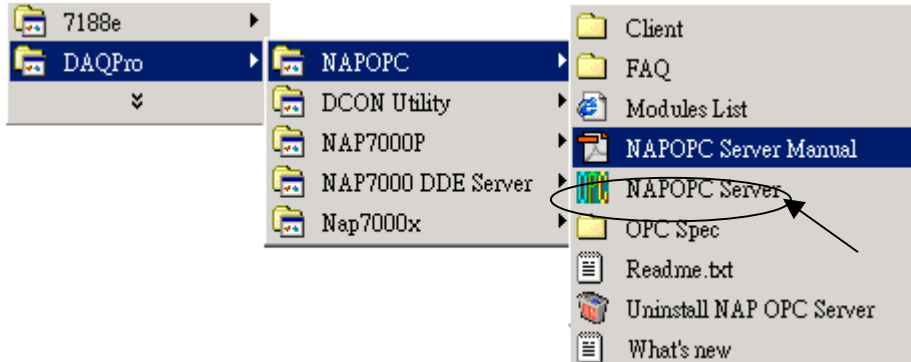 7188e
DAQPro
NAPOPC
DCON Utility
NAP7000P
NAP7000 DDE Server
Nap7000x
Client
FAQ
Modules List
NAPOPC Server Manual
NAPOPC Server
OPC Spec
Readme.txt
Uninstall NAP OPC Server
What's new